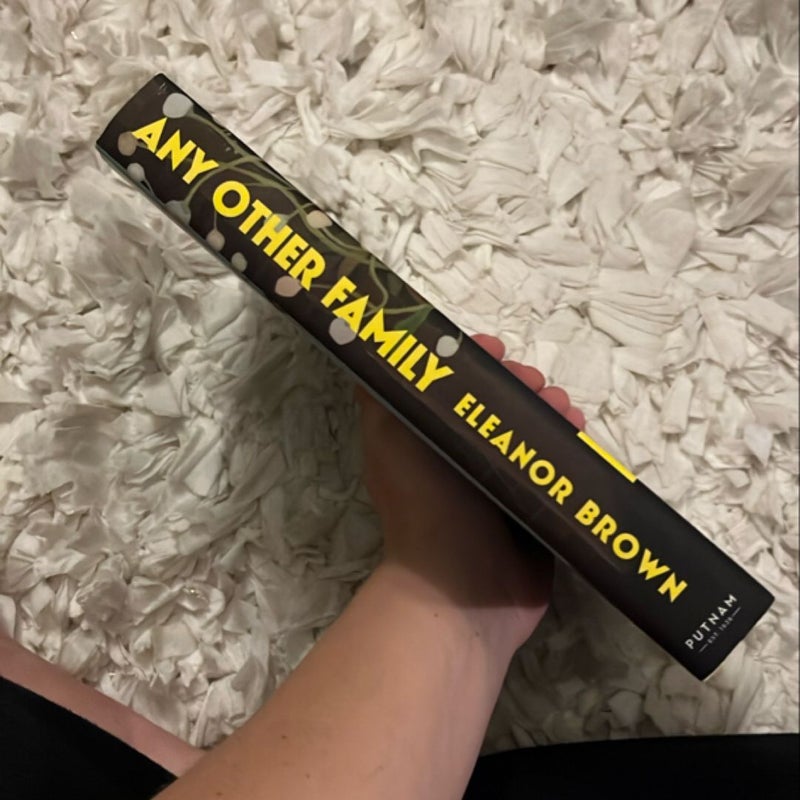 ANY OTHER FAMILY
ELEANOR BROWN
PUTNAM
EST. 1838